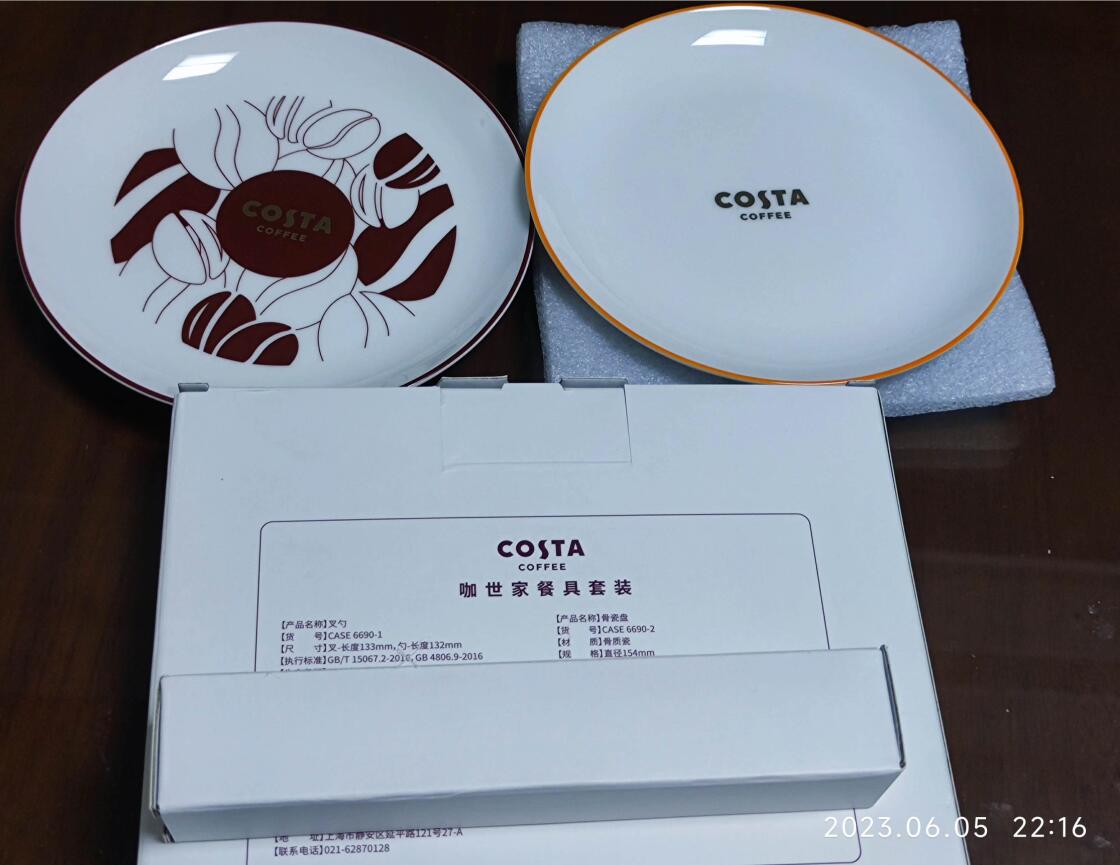 COSTA
COFFEE
COSTA
COFFEE
COSTA
COFFEE
咖世家餐具套装
【产品名称】叉勺
【货 号】CASE 6690-1
【尺 寸】叉-长度133mm,勺-长度132mm
【执行标准】GB/T 15067.2-2016, GB 4806.9-2016
【产品名称】骨瓷盘
【货 号】CASE 6690-2
【材 质】骨质瓷
【规 格】直径154mm
【地 址】上海市静安区延平路121号27-A
【联系电话】021-62870128
2023.06.05 22:16